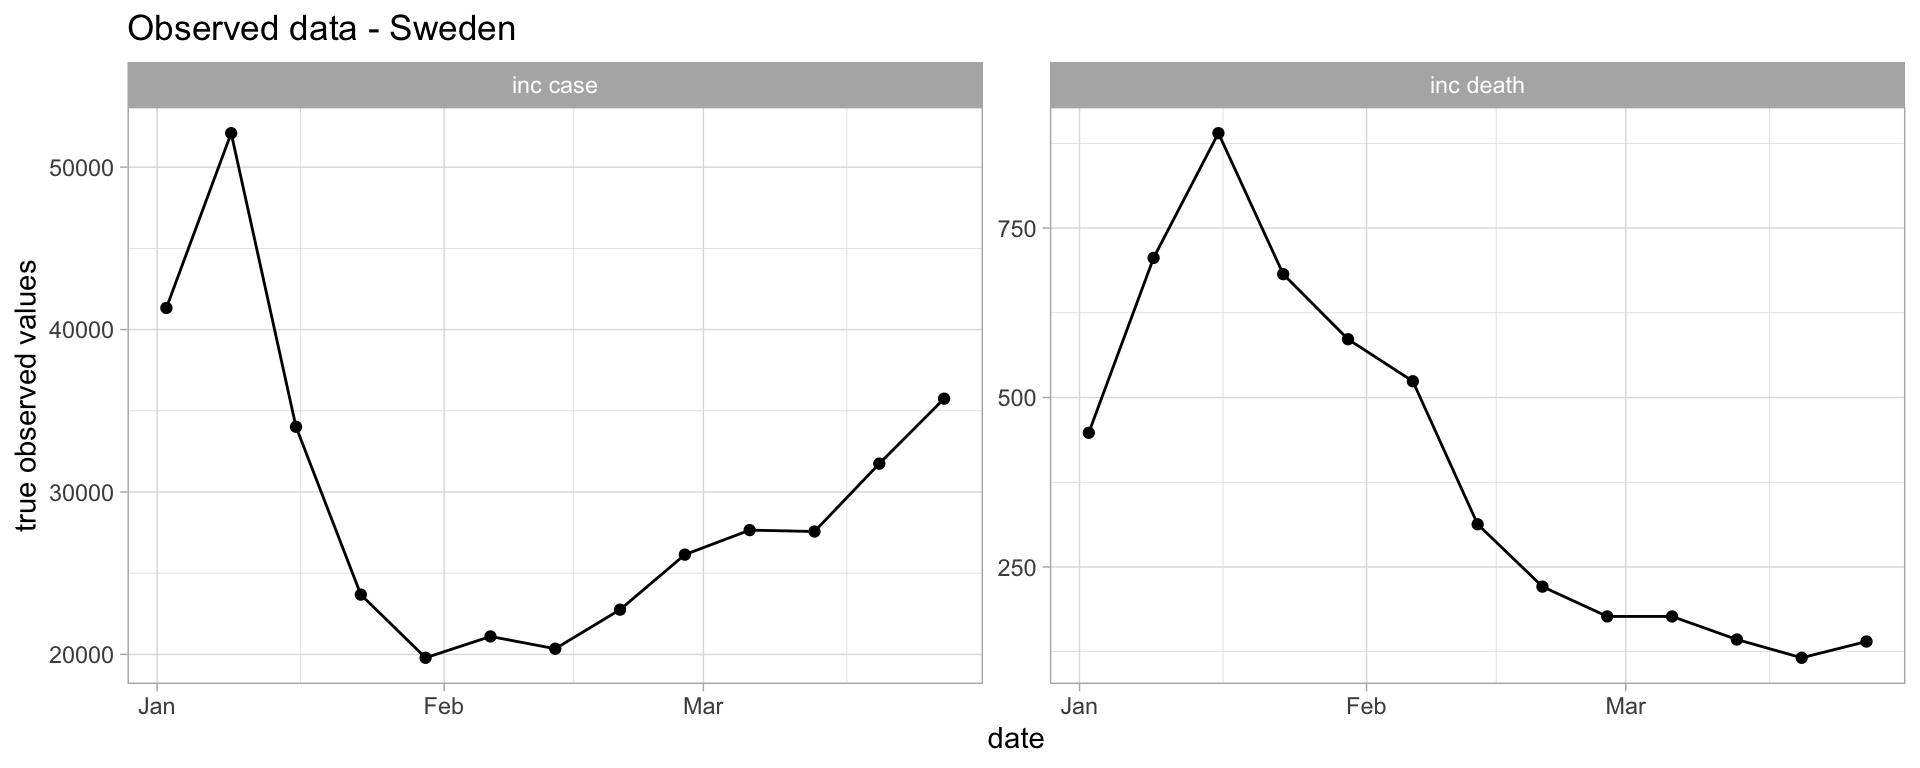 Observed data - Sweden
inc case
inc death
true observed values
50000
40000
30000
20000
750
500
250
Jan
Feb
Mar
Jan
Feb
Mar
date